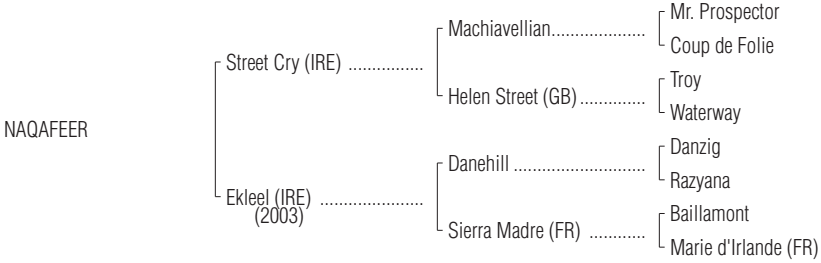 Mr. Prospector
Machiavellian....................
Coup de Folie
Street Cry (IRE) ................
Troy
Helen Street (GB)..............
Waterway
NAQAFEER
Danzig
Danehill ............................
Razyana
Ekleel (IRE) ......................
(2003)
Baillamont
Sierra Madre (FR) ............
Marie d'Irlande (FR)